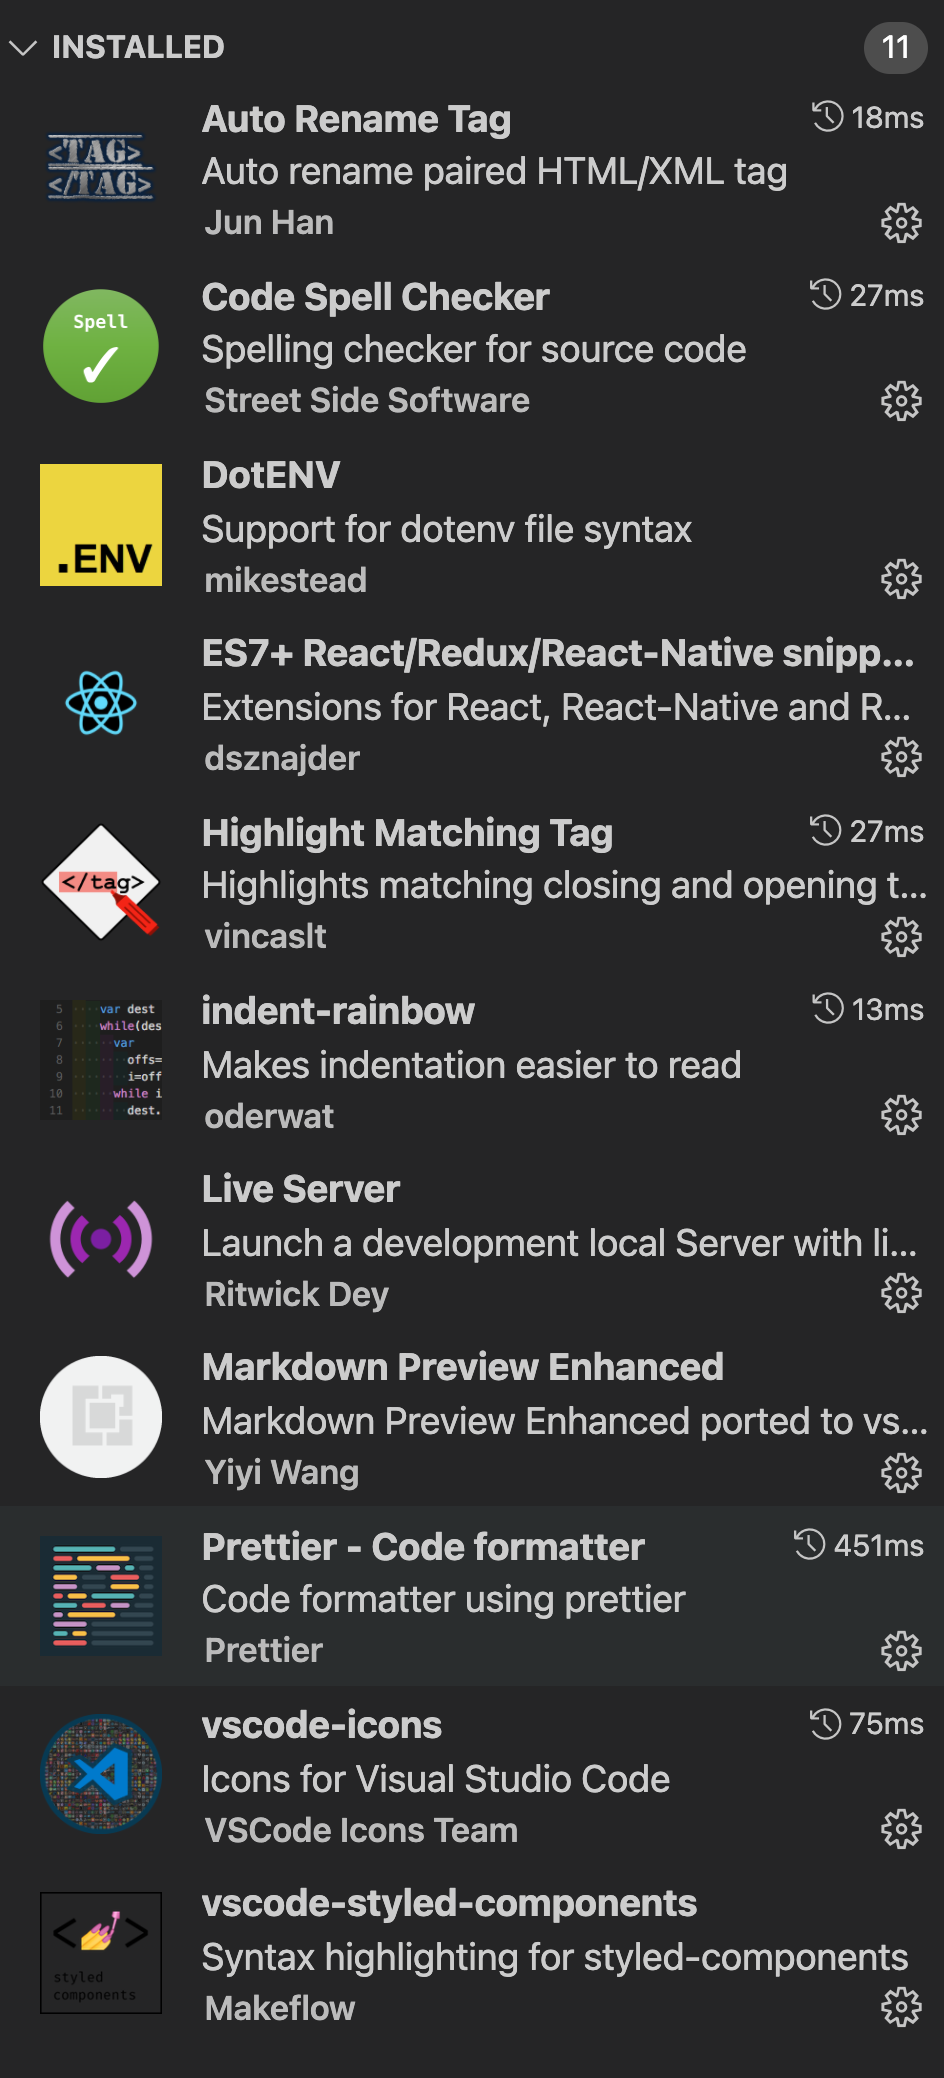 INSTALLED 11
Auto Rename Tag 18ms
<TAG>
</TAG>
Auto rename paired HTML/XML tag
Jun Han
Code Spell Checker 27ms
Spell
Spelling checker for source code
Street Side Software
DotENV
.ENV
Support for dotenv file syntax
mikestead
ES7+ React/Redux/React-Native snipp...
Extensions for React, React-Native and R...
dsznajder
Highlight Matching Tag 27ms
</tag>
Highlights matching closing and opening t...
vincaslt
indent-rainbow 13ms
5 var dest
6 while(des
7 var
8 offs=
9 i=off
10 while i
11 dest.
Makes indentation easier to read
oderwat
Live Server
Launch a development local Server with li...
Ritwick Dey
Markdown Preview Enhanced
Markdown Preview Enhanced ported to vs...
Yiyi Wang
Prettier - Code formatter 451ms
Code formatter using prettier
Prettier
vscode-icons 75ms
Icons for Visual Studio Code
VSCode Icons Team
vscode-styled-components
< >
styled
components
Syntax highlighting for styled-components
Makeflow